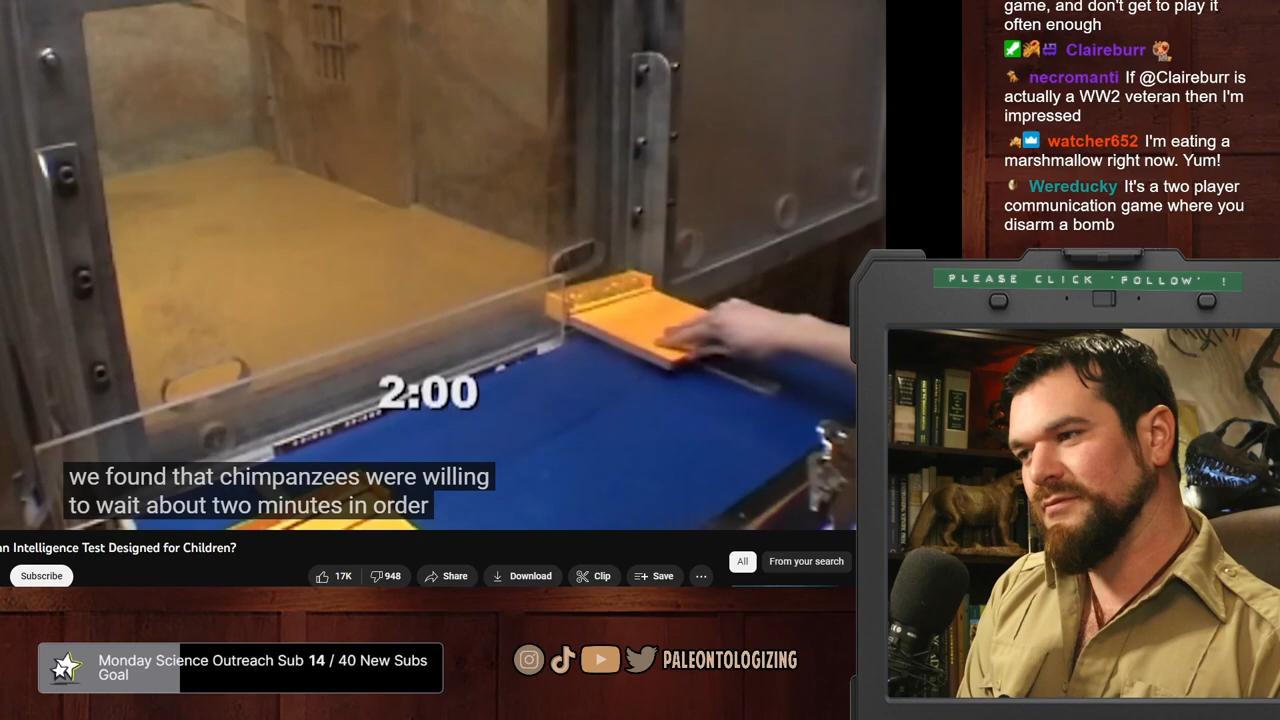 game, and don't get to play it
often enough
Claireburr
necromanti If @Claireburr is
actually a WW2 veteran then I'm
impressed
watcher652 I'm eating a
marshmallow right now. Yum!
Wereducky It's a two player
communication game where you
disarm a bomb
PLEASE CLICK 'FOLLOW' !
2:00
we found that chimpanzees were willing
to wait about two minutes in order
an Intelligence Test Designed for Children?
Subscribe
17K
948
Share
Download
Clip
Save
All
From your search
Monday Science Outreach Sub 14 / 40 New Subs
Goal
PALEONTOLOGIZING